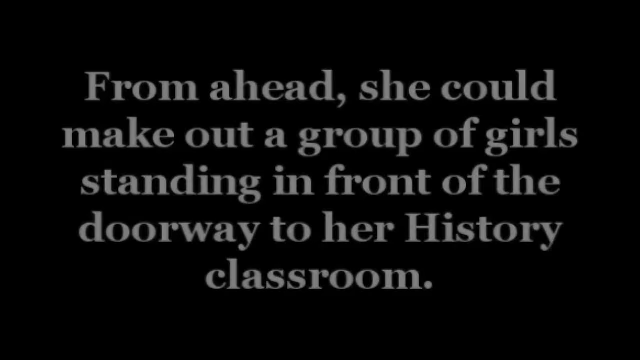 From ahead, she could
make out a group of girls
standing in front of the
doorway to her History
classroom.